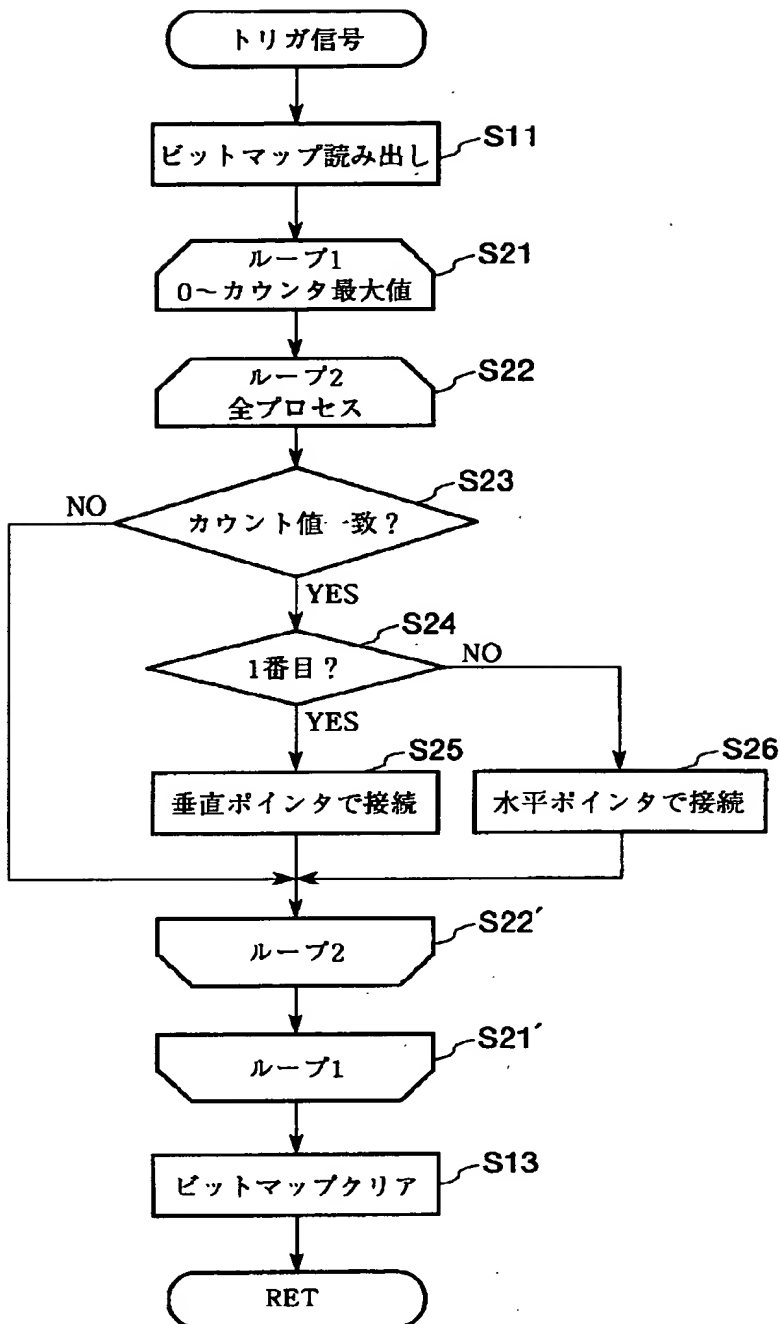 トリガ信号
ビットマップ読み出し
S11
ループ1
0～カウンタ最大値
S21
ループ2
全プロセス
S22
カウント値一致？
S23
NO
YES
1番目？
S24
NO
YES
垂直ポインタで接続
S25
水平ポインタで接続
S26
ループ2
S22´
ループ1
S21´
ビットマップクリア
S13
RET